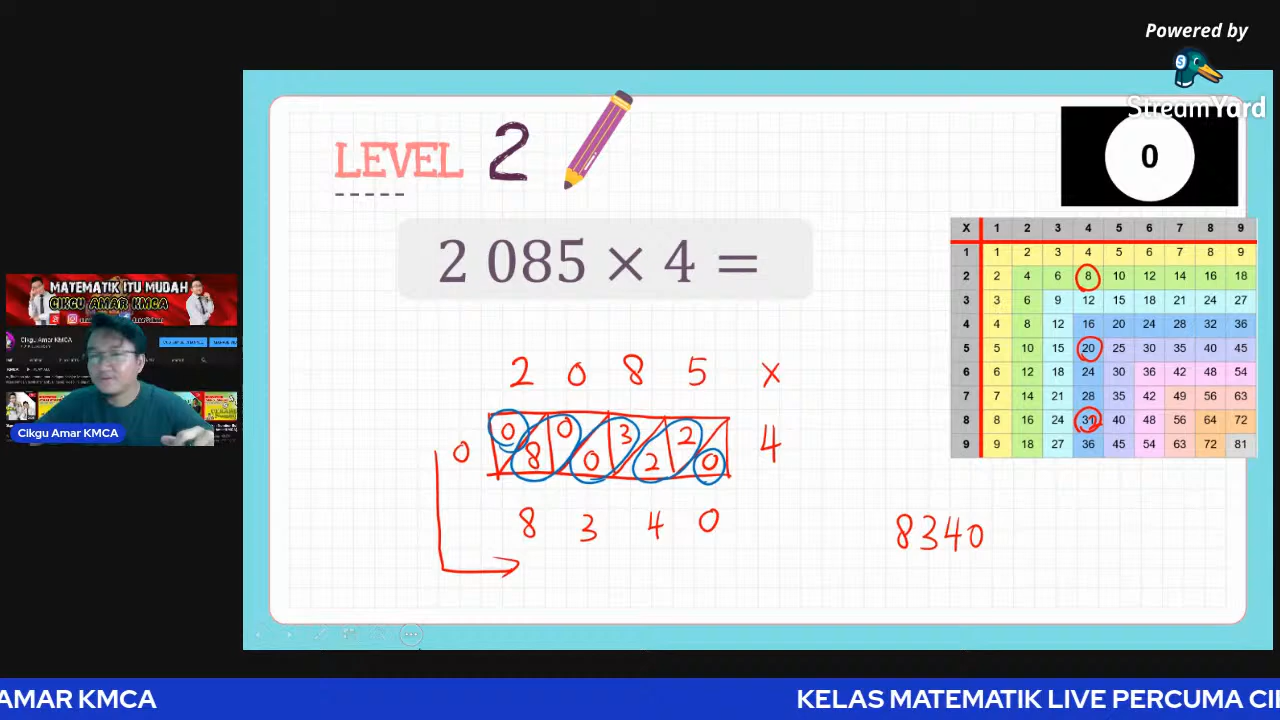 Powered by
StreamYard
LEVEL 2
0
2 085 × 4 =
X 1 2 3 4 5 6 7 8 9
1 1 2 3 4 5 6 7 8 9
2 2 4 6 8 10 12 14 16 18
3 3 6 9 12 15 18 21 24 27
4 4 8 12 16 20 24 28 32 36
5 5 10 15 20 25 30 35 40 45
6 6 12 18 24 30 36 42 48 54
7 7 14 21 28 35 42 49 56 63
8 8 16 24 32 40 48 56 64 72
9 9 18 27 36 45 54 63 72 81
MATEMATIK ITU MUDAH
CIKGU AMAR KMCA
Cikgu Amar KMCA
Cikgu Amar KMCA
2 0 8 5 x
0 0 3 2
0 4
8 0 2 0
8 3 4 0
8340
AMAR KMCA
KELAS MATEMATIK LIVE PERCUMA